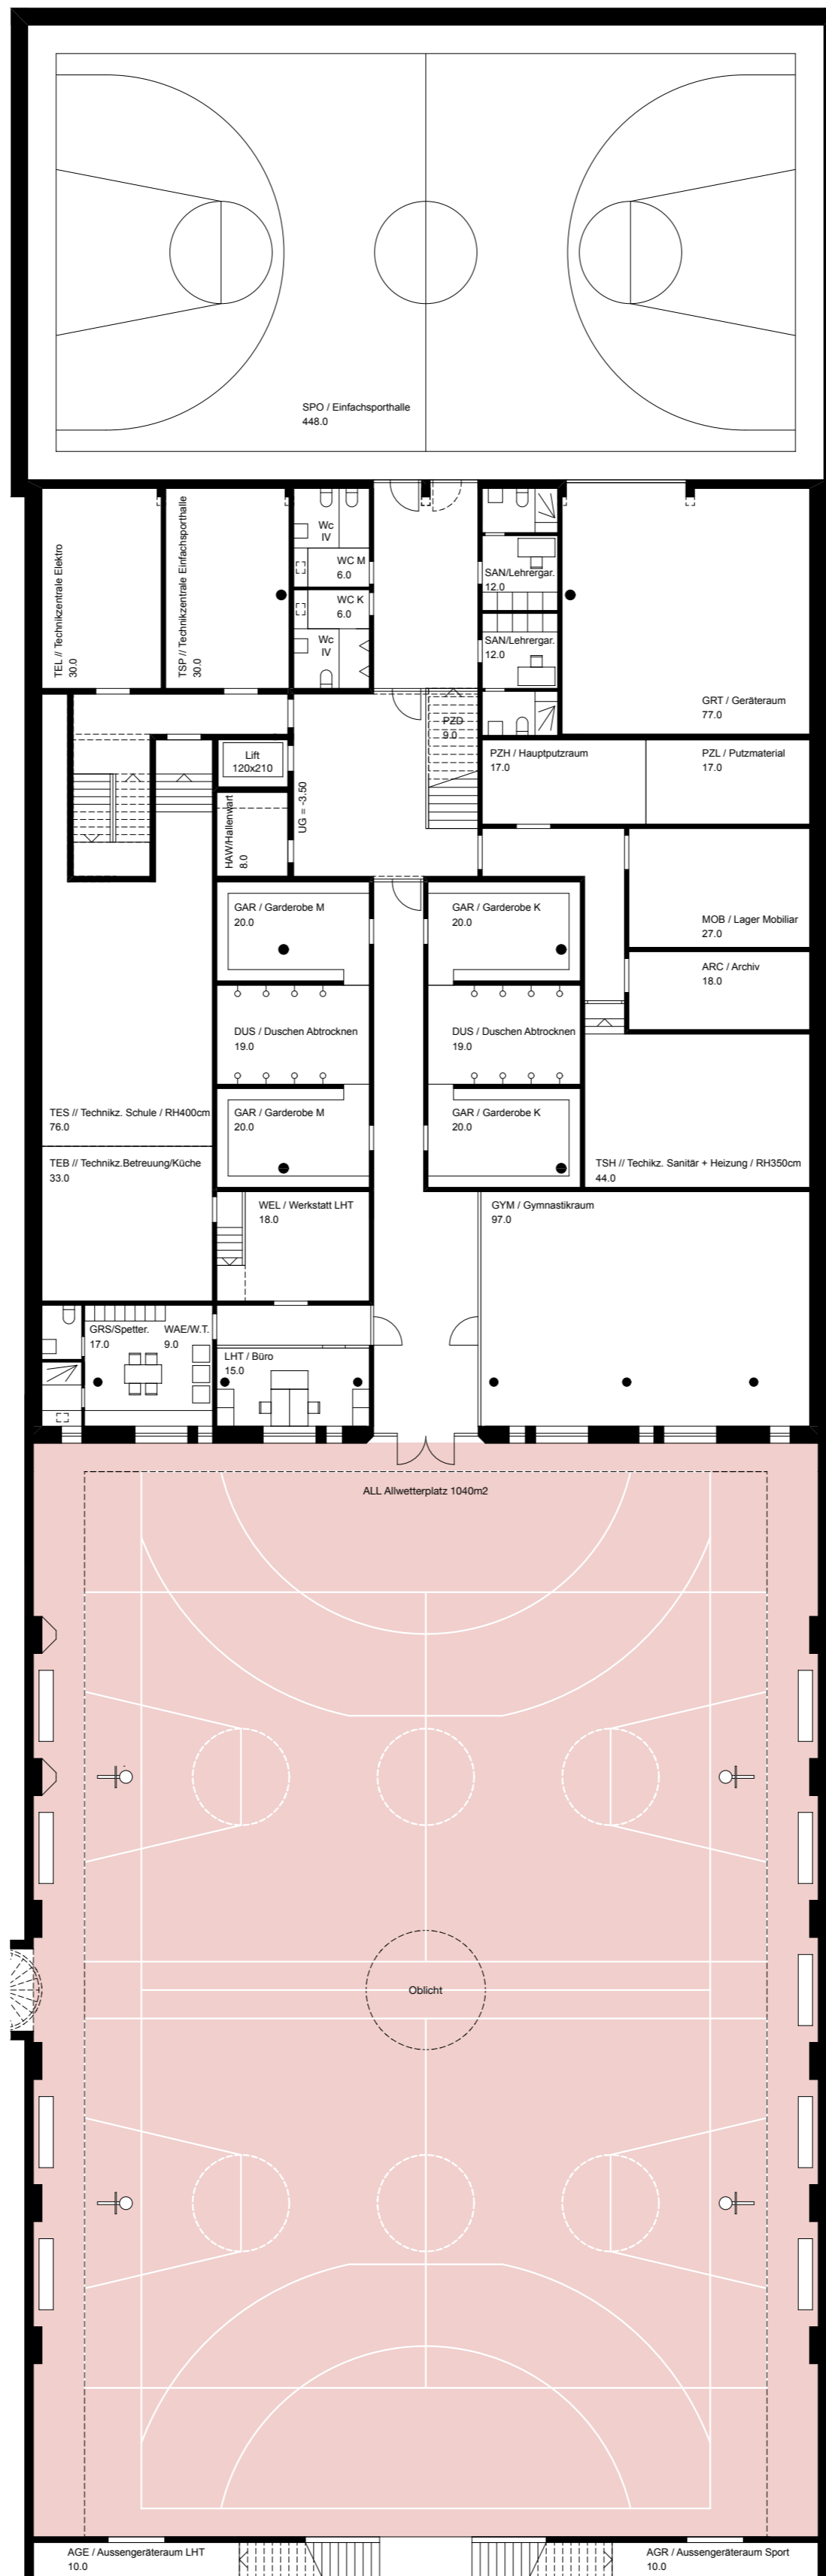 SPO / Einfachsporthalle
448.0
TEL // Technikzentrale Elektro
30.0
TSP // Technikzentrale Einfachsporthalle
30.0
Wc
IV
WC M
6.0
WC K
6.0
Wc
IV
SAN/Lehrergar.
12.0
SAN/Lehrergar.
12.0
GRT / Geräteraum
77.0
PZD
9.0
Lift
120x210
PZH / Hauptputzraum
17.0
PZL / Putzmaterial
17.0
HAW/Hallenwart
8.0
UG = -3.50
GAR / Garderobe M
20.0
GAR / Garderobe K
20.0
MOB / Lager Mobiliar
27.0
ARC / Archiv
18.0
DUS / Duschen Abtrocknen
19.0
DUS / Duschen Abtrocknen
19.0
TES // Technikz. Schule / RH400cm
76.0
GAR / Garderobe M
20.0
GAR / Garderobe K
20.0
TEB // Technikz.Betreuung/Küche
33.0
TSH // Techikz. Sanitär + Heizung / RH350cm
44.0
WEL / Werkstatt LHT
18.0
GYM / Gymnastikraum
97.0
GRS/Spetter.
17.0
WAE/W.T.
9.0
LHT / Büro
15.0
ALL Allwetterplatz 1040m2
Oblicht
AGE / Aussengeräteraum LHT
10.0
AGR / Aussengeräteraum Sport
10.0